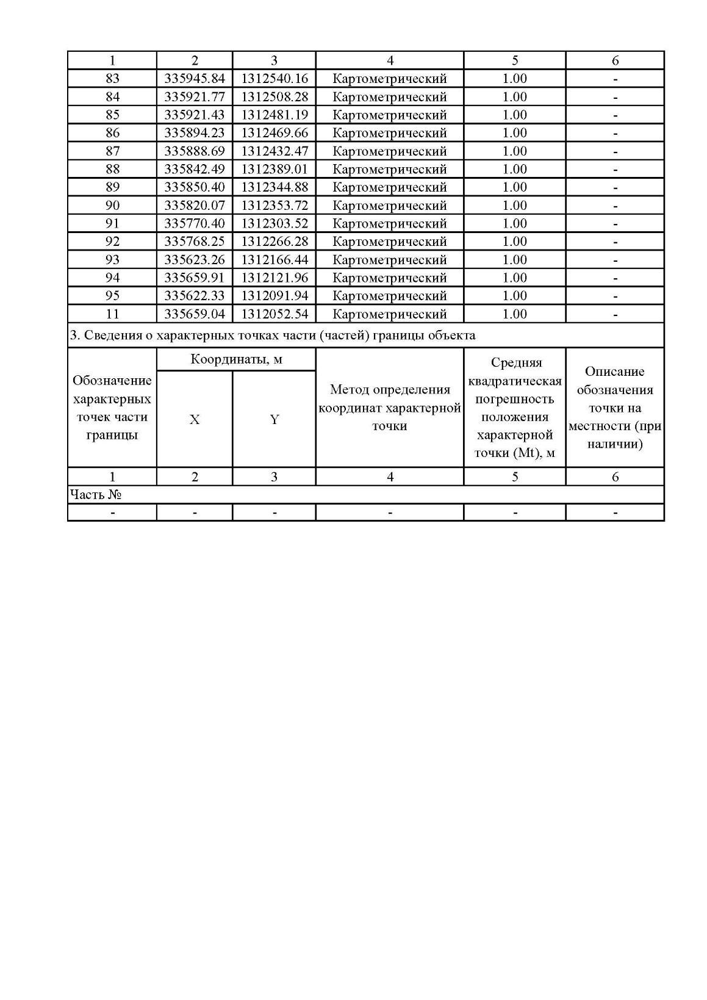 1 2 3 4 5 6
83 335945.84 1312540.16 Картометрический 1.00 -
84 335921.77 1312508.28 Картометрический 1.00 -
85 335921.43 1312481.19 Картометрический 1.00 -
86 335894.23 1312469.66 Картометрический 1.00 -
87 335888.69 1312432.47 Картометрический 1.00 -
88 335842.49 1312389.01 Картометрический 1.00 -
89 335850.40 1312344.88 Картометрический 1.00 -
90 335820.07 1312353.72 Картометрический 1.00 -
91 335770.40 1312303.52 Картометрический 1.00 -
92 335768.25 1312266.28 Картометрический 1.00 -
93 335623.26 1312166.44 Картометрический 1.00 -
94 335659.91 1312121.96 Картометрический 1.00 -
95 335622.33 1312091.94 Картометрический 1.00 -
11 335659.04 1312052.54 Картометрический 1.00 -
3. Сведения о характерных точках части (частей) границы объекта
Обозначение
характерных
точек части
границы
Координаты, м
X Y
Метод определения
координат характерной
точки
Средняя
квадратическая
погрешность
положения
характерной
точки (Mt), м
Описание
обозначения
точки на
местности (при
наличии)
1 2 3 4 5 6
Часть №
- - - - - -